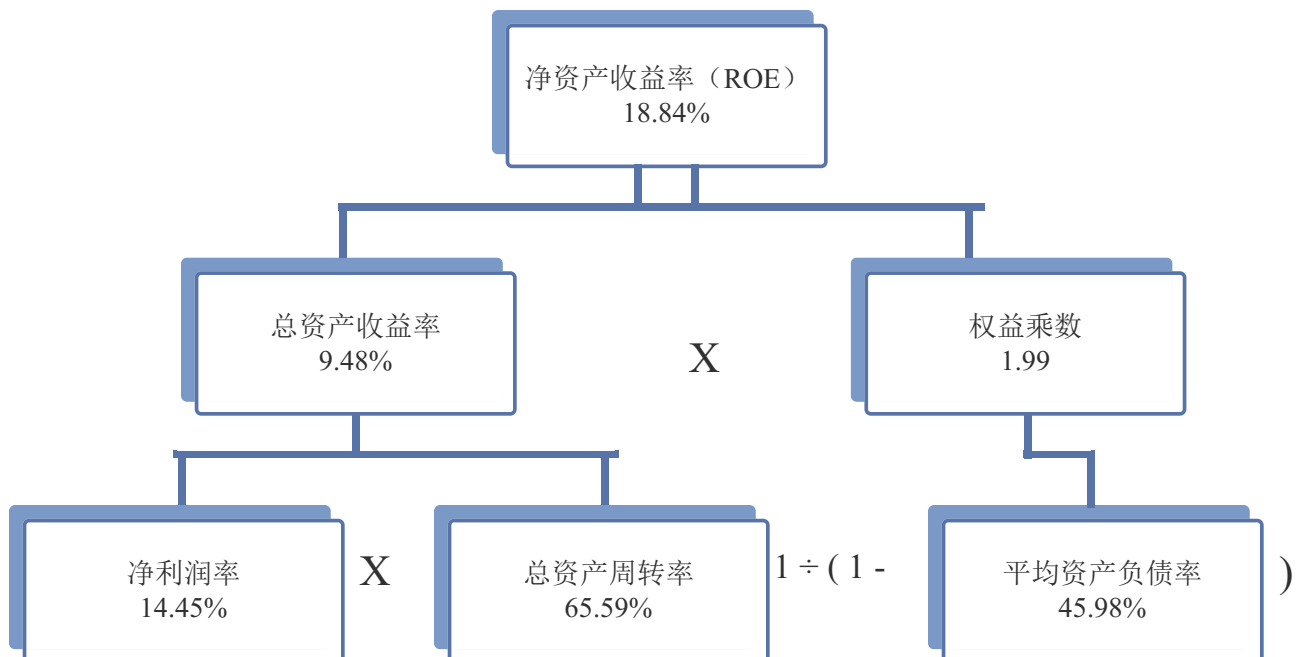 净资产收益率（ROE）
18.84%
总资产收益率
9.48%
X
权益乘数
1.99
净利润率
14.45%
X
总资产周转率
65.59%
1 ÷ ( 1 -
平均资产负债率
45.98%
)